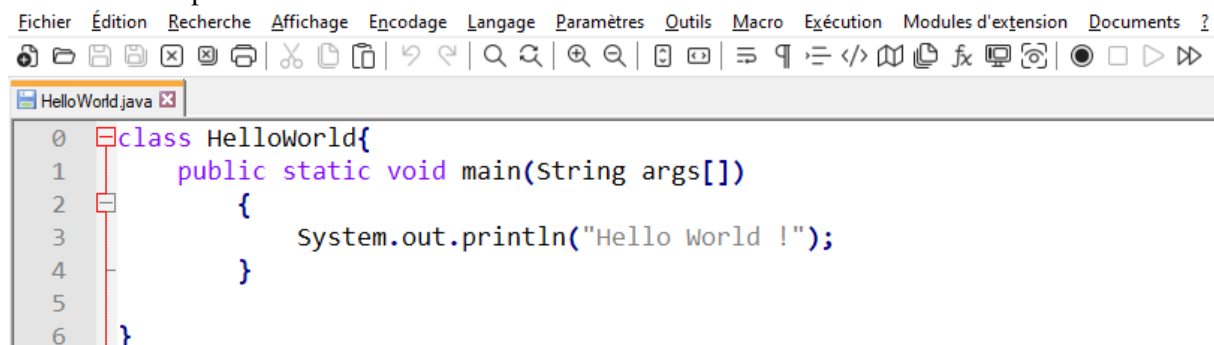 Fichier Édition Recherche Affichage Encodage Langage Paramètres Outils Macro Exécution Modules d'extension Documents ?
HelloWorld.java
0 class HelloWorld{
1 public static void main(String args[])
2 {
3 System.out.println("Hello World !");
4 }
5
6 }